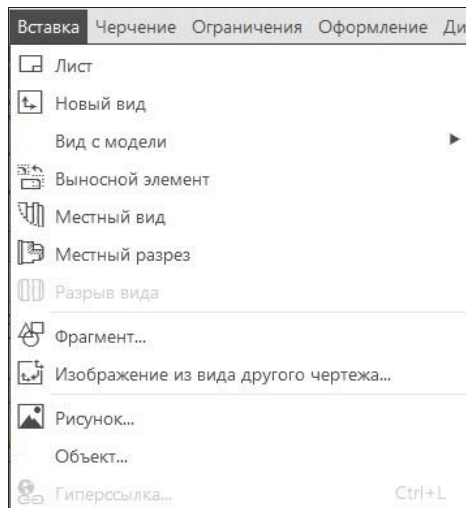 Вставка Черчение Ограничения Оформление Ди
Лист
Новый вид
Вид с модели
Выносной элемент
Местный вид
Местный разрез
Разрыв вида
Фрагмент...
Изображение из вида другого чертежа...
Рисунок...
Объект...
Гиперссылка... Ctrl+L